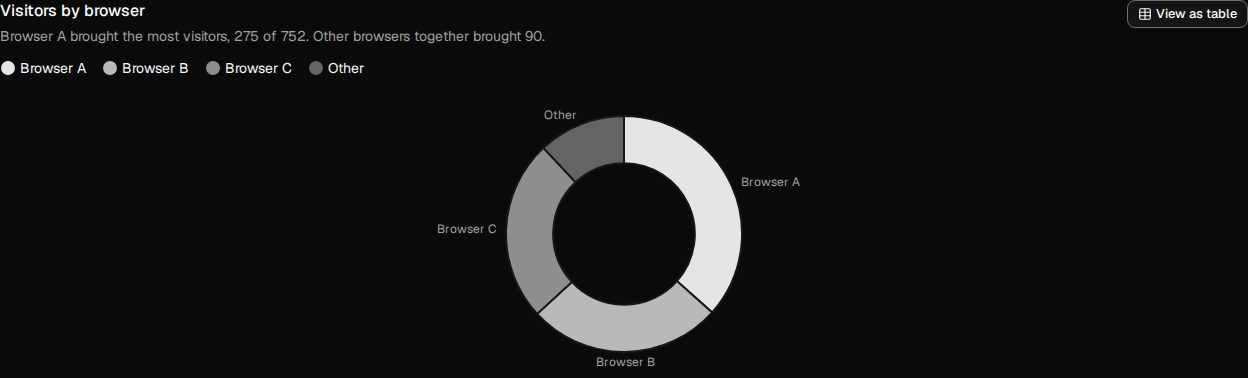 Visitors by browser
View as table
Browser A brought the most visitors, 275 of 752. Other browsers together brought 90.
Browser A
Browser B
Browser C
Other
Other
Browser A
Browser C
Browser B